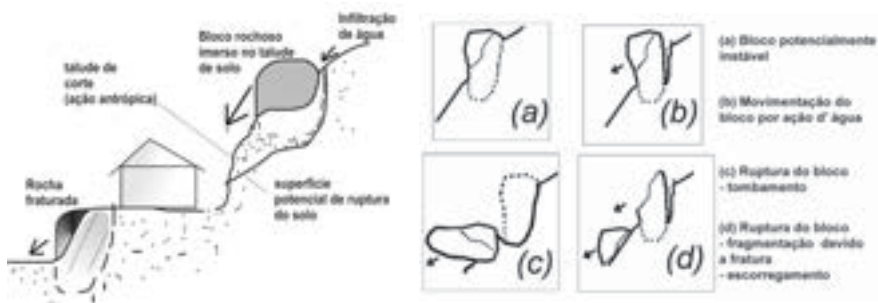 Bloco rochoso
imerso no talude
de solo
Infiltração
de água
talude de
corte
(ação antrópica)
Rocha
fraturada
superfície
potencial de ruptura
do solo
(a)
(b)
(c)
(d)
(a) Bloco potencialmente
instável
(b) Movimentação do
bloco por ação d' água
(c) Ruptura do bloco
- tombamento
(d) Ruptura do bloco
- fragmentação devido
a fratura
- escorregamento